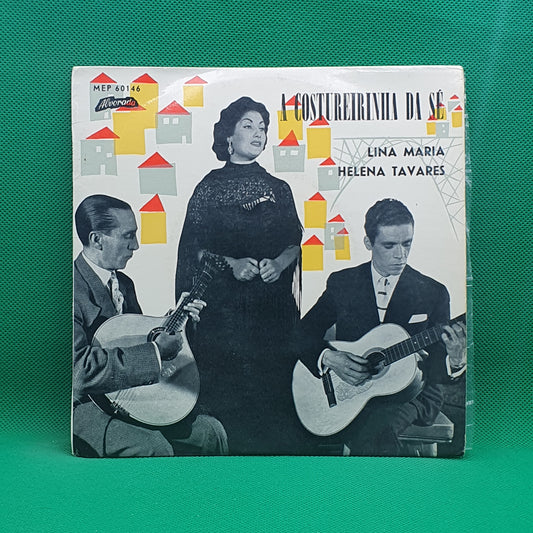 MEP 60146
Alvorada
A COSTUREIRINHA DA SÉ
LINA MARIA
HELENA TAVARES